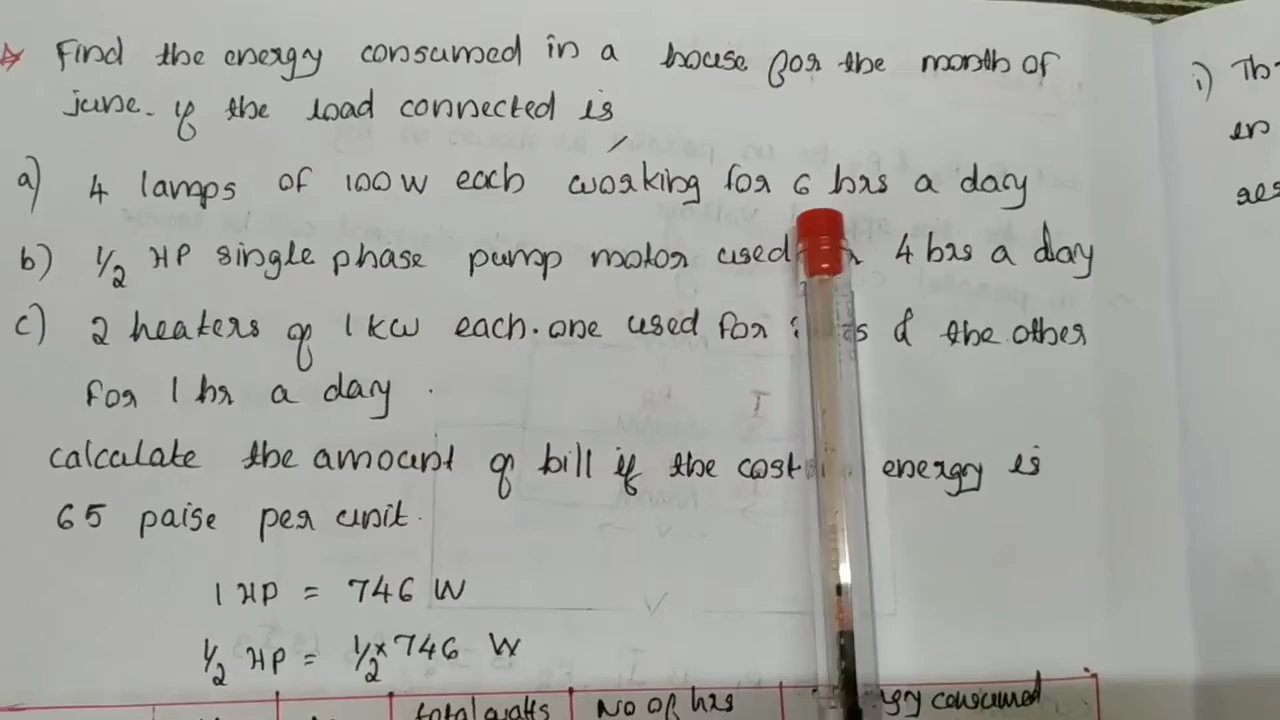 Find the energy consumed in a house for the month of
june. if the load connected is
a) 4 lamps of 100W each working for 6 hrs a day
b) 1/2 HP single phase pump motor used 4 hrs a day
c) 2 heaters of 1 kw each. one used for & the other
for 1 hr a day.
calculate the amount of bill if the cost energy is
65 paise per unit.
1 HP = 746 W
1/2 HP = 1/2 x 746 W
total watts No of hrs consumed
i) Th
en